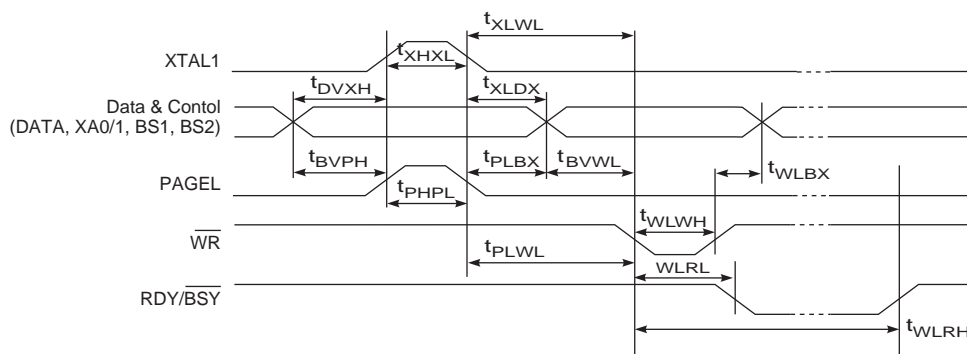 tXLWL
XTAL1
tXHXL
tDVXH
tXLDX
Data & Contol
(DATA, XA0/1, BS1, BS2)
tBVPH
tPLBX
tBVWL
tWLBX
PAGEL
tPHPL
tWLWH
WR
tPLWL
WLRL
RDY/BSY
tWLRH